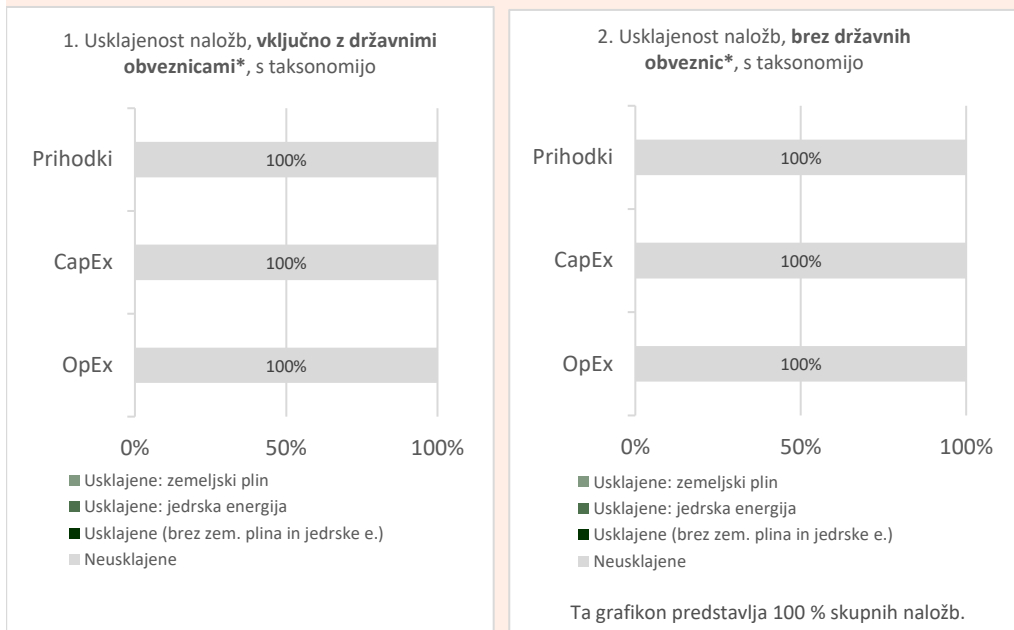 1. Usklajenost naložb, vključno z državnimi
obveznicami*, s taksonomijo
Prihodki
100%
CapEx
100%
OpEx
100%
0%
50%
100%
Usklajene: zemeljski plin
Usklajene: jedrska energija
Usklajene (brez zem. plina in jedrske e.)
Neusklajene
2. Usklajenost naložb, brez državnih
obveznic*, s taksonomijo
Prihodki
100%
CapEx
100%
OpEx
100%
0%
50%
100%
Usklajene: zemeljski plin
Usklajene: jedrska energija
Usklajene (brez zem. plina in jedrske e.)
Neusklajene
Ta grafikon predstavlja 100 % skupnih naložb.